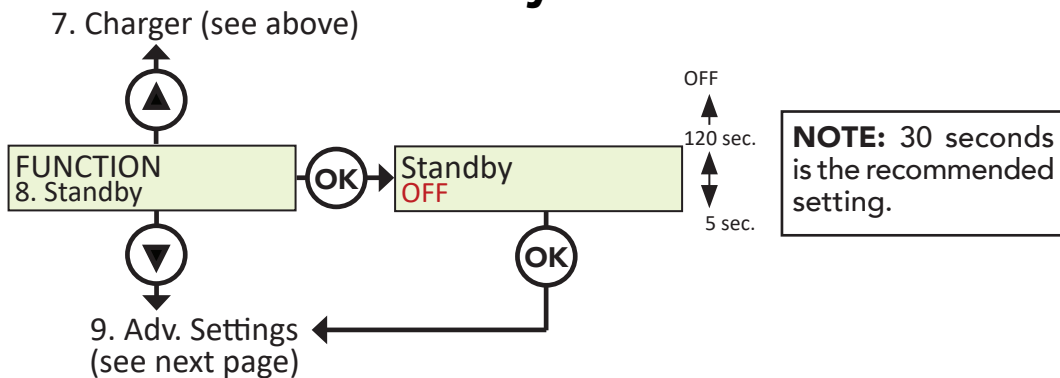 7. Charger (see above)
OFF
120 sec.
5 sec.
FUNCTION
8. Standby
OK
Standby
OFF
NOTE: 30 seconds
is the recommended
setting.
OK
9. Adv. Settings
(see next page)